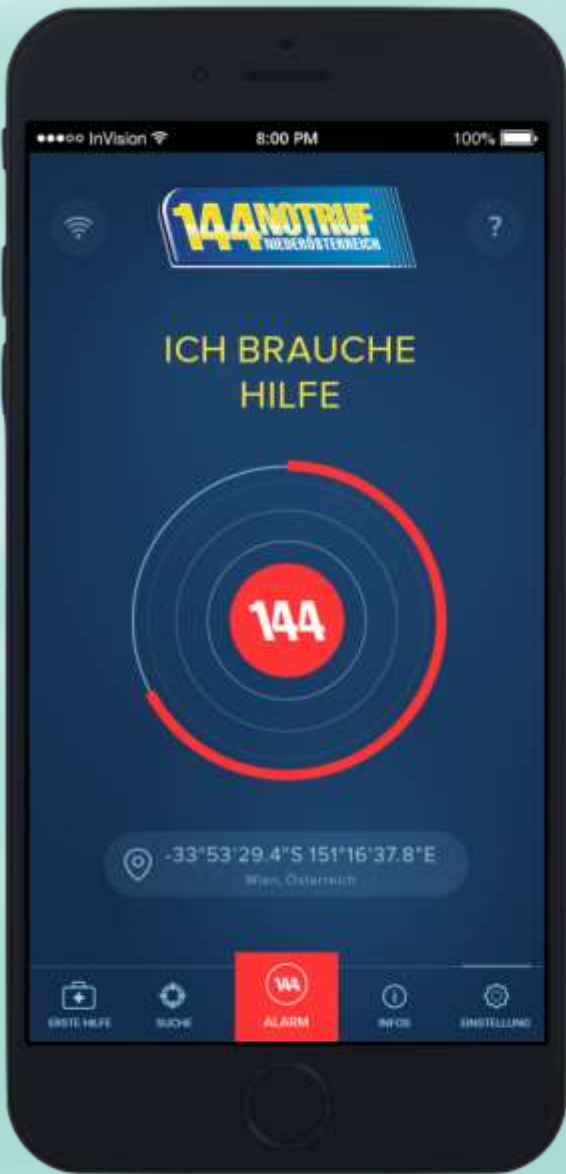 InVision 8:00 PM 100%
144 NOTRUF
NIEDERÖSTERREICH
?
ICH BRAUCHE
HILFE
144
-33°53'29.4"S 151°16'37.8"E
Wien, Österreich
144
ERSTE HILFE SUCHE ALARM INFOS EINSTELLUNG